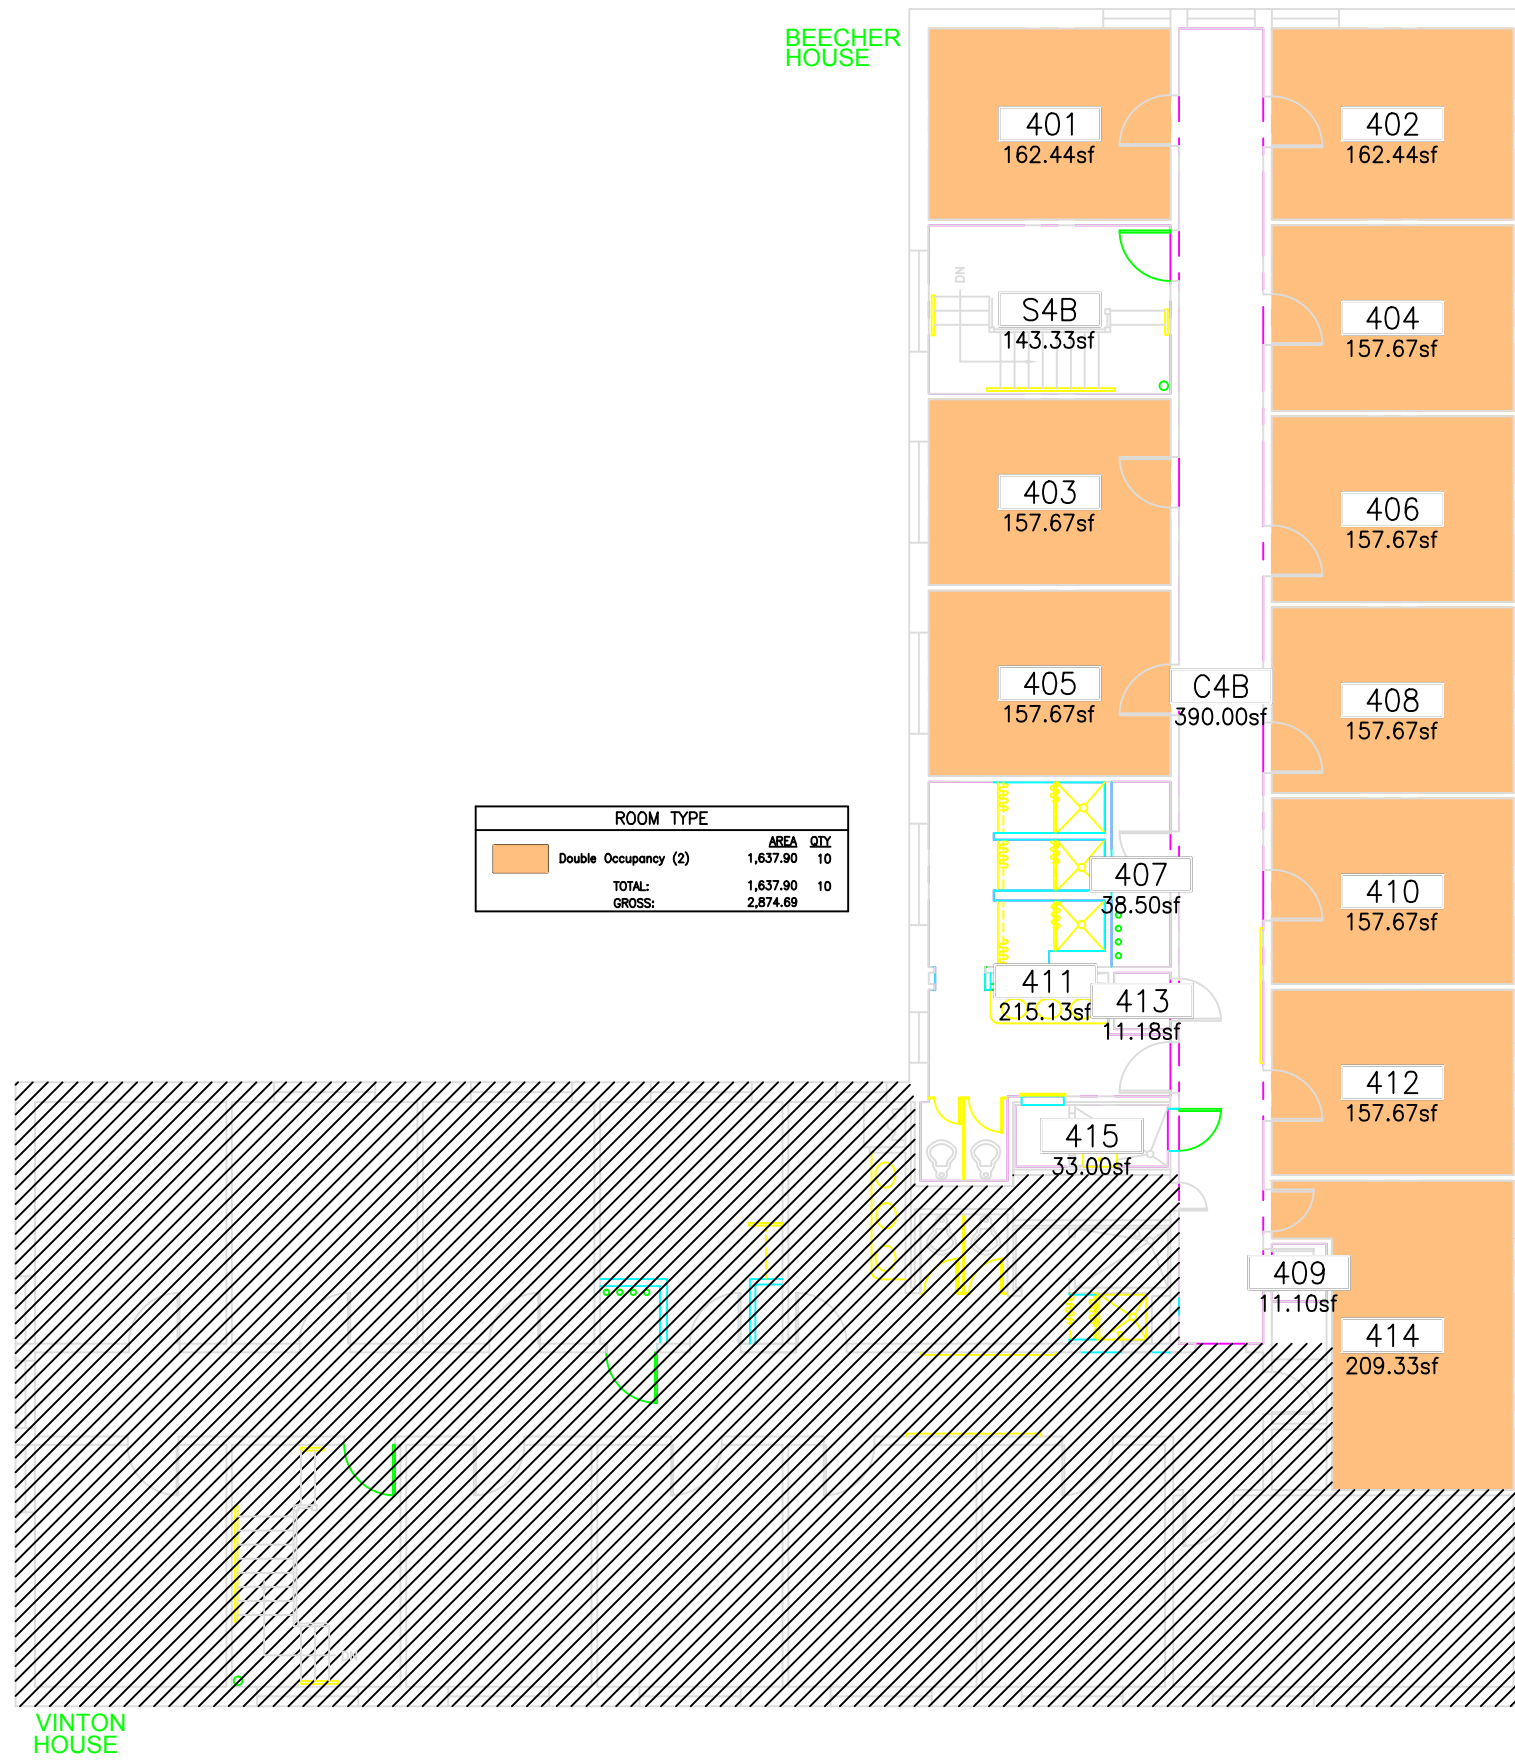 BEECHER
HOUSE
401
162.44sf
402
162.44sf
DN
S4B
143.33sf
404
157.67sf
403
157.67sf
406
157.67sf
405
157.67sf
C4B
390.00sf
408
157.67sf
ROOM TYPE
AREA QTY
Double Occupancy (2) 1,637.90 10
TOTAL: 1,637.90 10
GROSS: 2,874.69
407
38.50sf
410
157.67sf
411
215.13sf
413
11.18sf
412
157.67sf
415
33.00sf
409
11.10sf
414
209.33sf
DN
VINTON
HOUSE